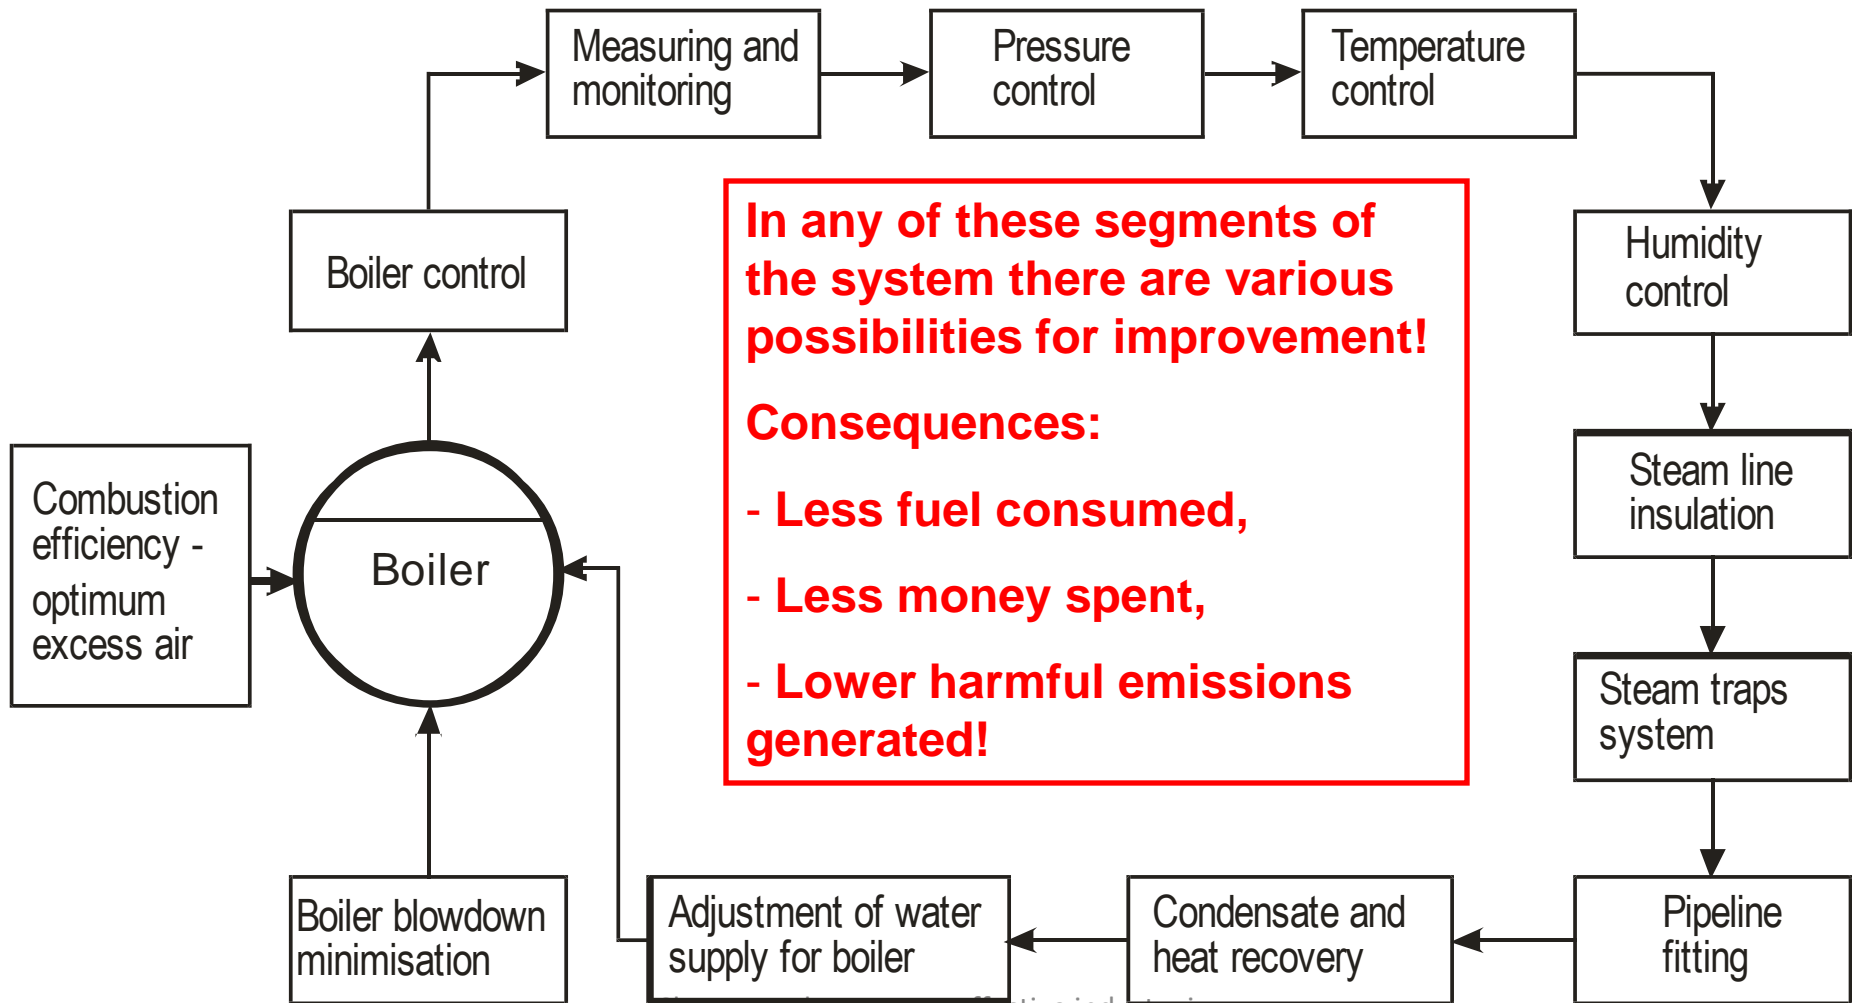 Measuring and
monitoring
Pressure
control
Temperature
control
Boiler control
In any of these segments of
the system there are various
possibilities for improvement!
Consequences:
- Less fuel consumed,
- Less money spent,
- Lower harmful emissions
generated!
Humidity
control
Combustion
efficiency -
optimum
excess air
Boiler
Steam line
insulation
Steam traps
system
Boiler blowdown
minimisation
Adjustment of water
supply for boiler
Condensate and
heat recovery
Pipeline
fitting